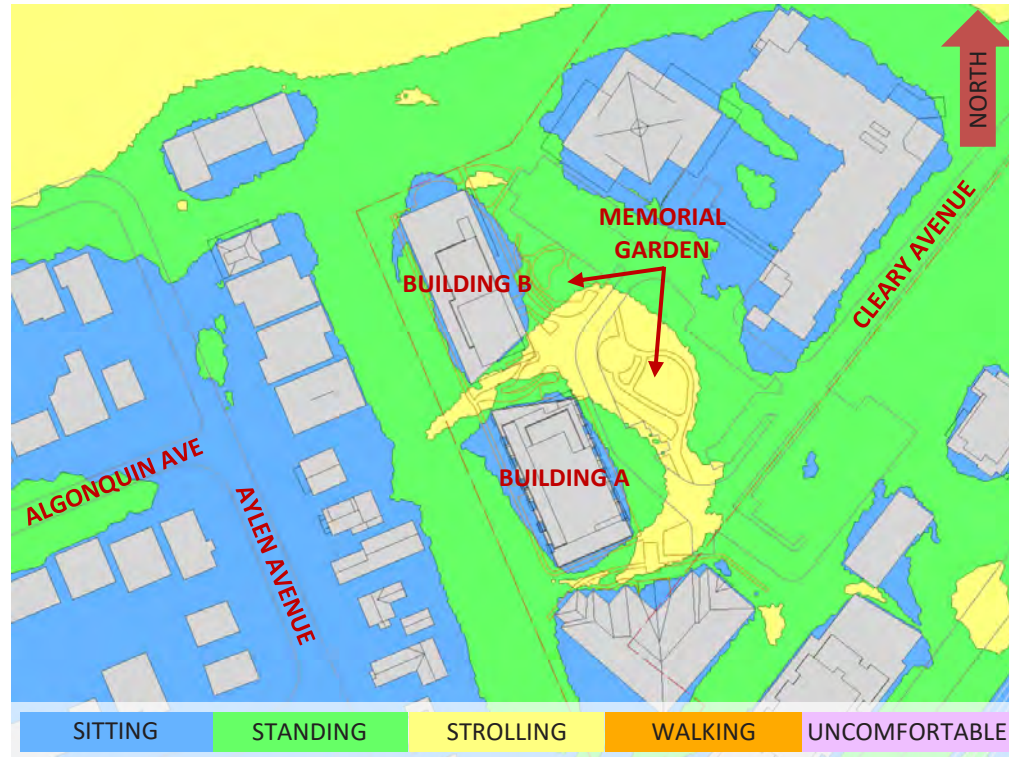 NORTH
MEMORIAL
GARDEN
CLEARY AVENUE
BUILDING B
BUILDING A
ALGONQUIN AVE
AYLEN AVENUE
SITTING
STANDING
STROLLING
WALKING
UNCOMFORTABLE